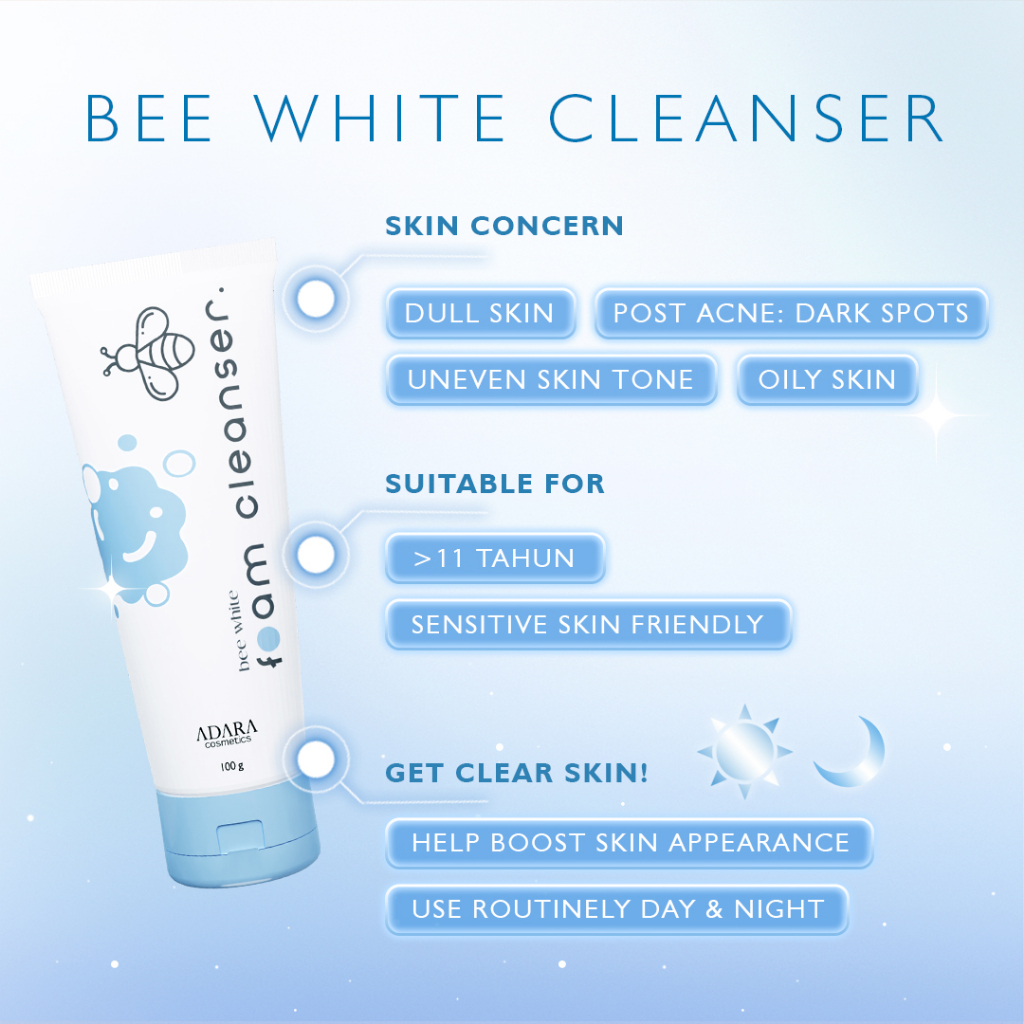 BEE WHITE CLEANSER
SKIN CONCERN
DULL SKIN
POST ACNE: DARK SPOTS
UNEVEN SKIN TONE
OILY SKIN
SUITABLE FOR
>11 TAHUN
SENSITIVE SKIN FRIENDLY
GET CLEAR SKIN!
HELP BOOST SKIN APPEARANCE
USE ROUTINELY DAY & NIGHT
bee white
foam cleanser.
ADARA
cosmetics
100 g